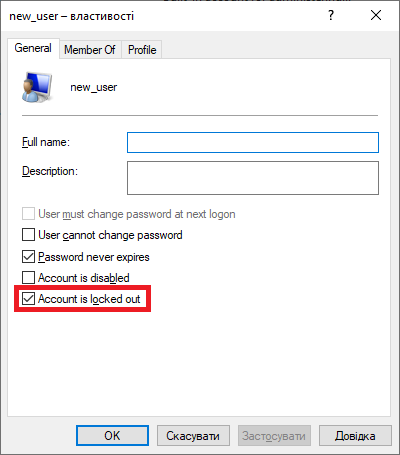 new_user – властивості
General
Member Of
Profile
new_user
Full name:
Description:
User must change password at next logon
User cannot change password
Password never expires
Account is disabled
Account is locked out
OK
Скасувати
Застосувати
Довідка